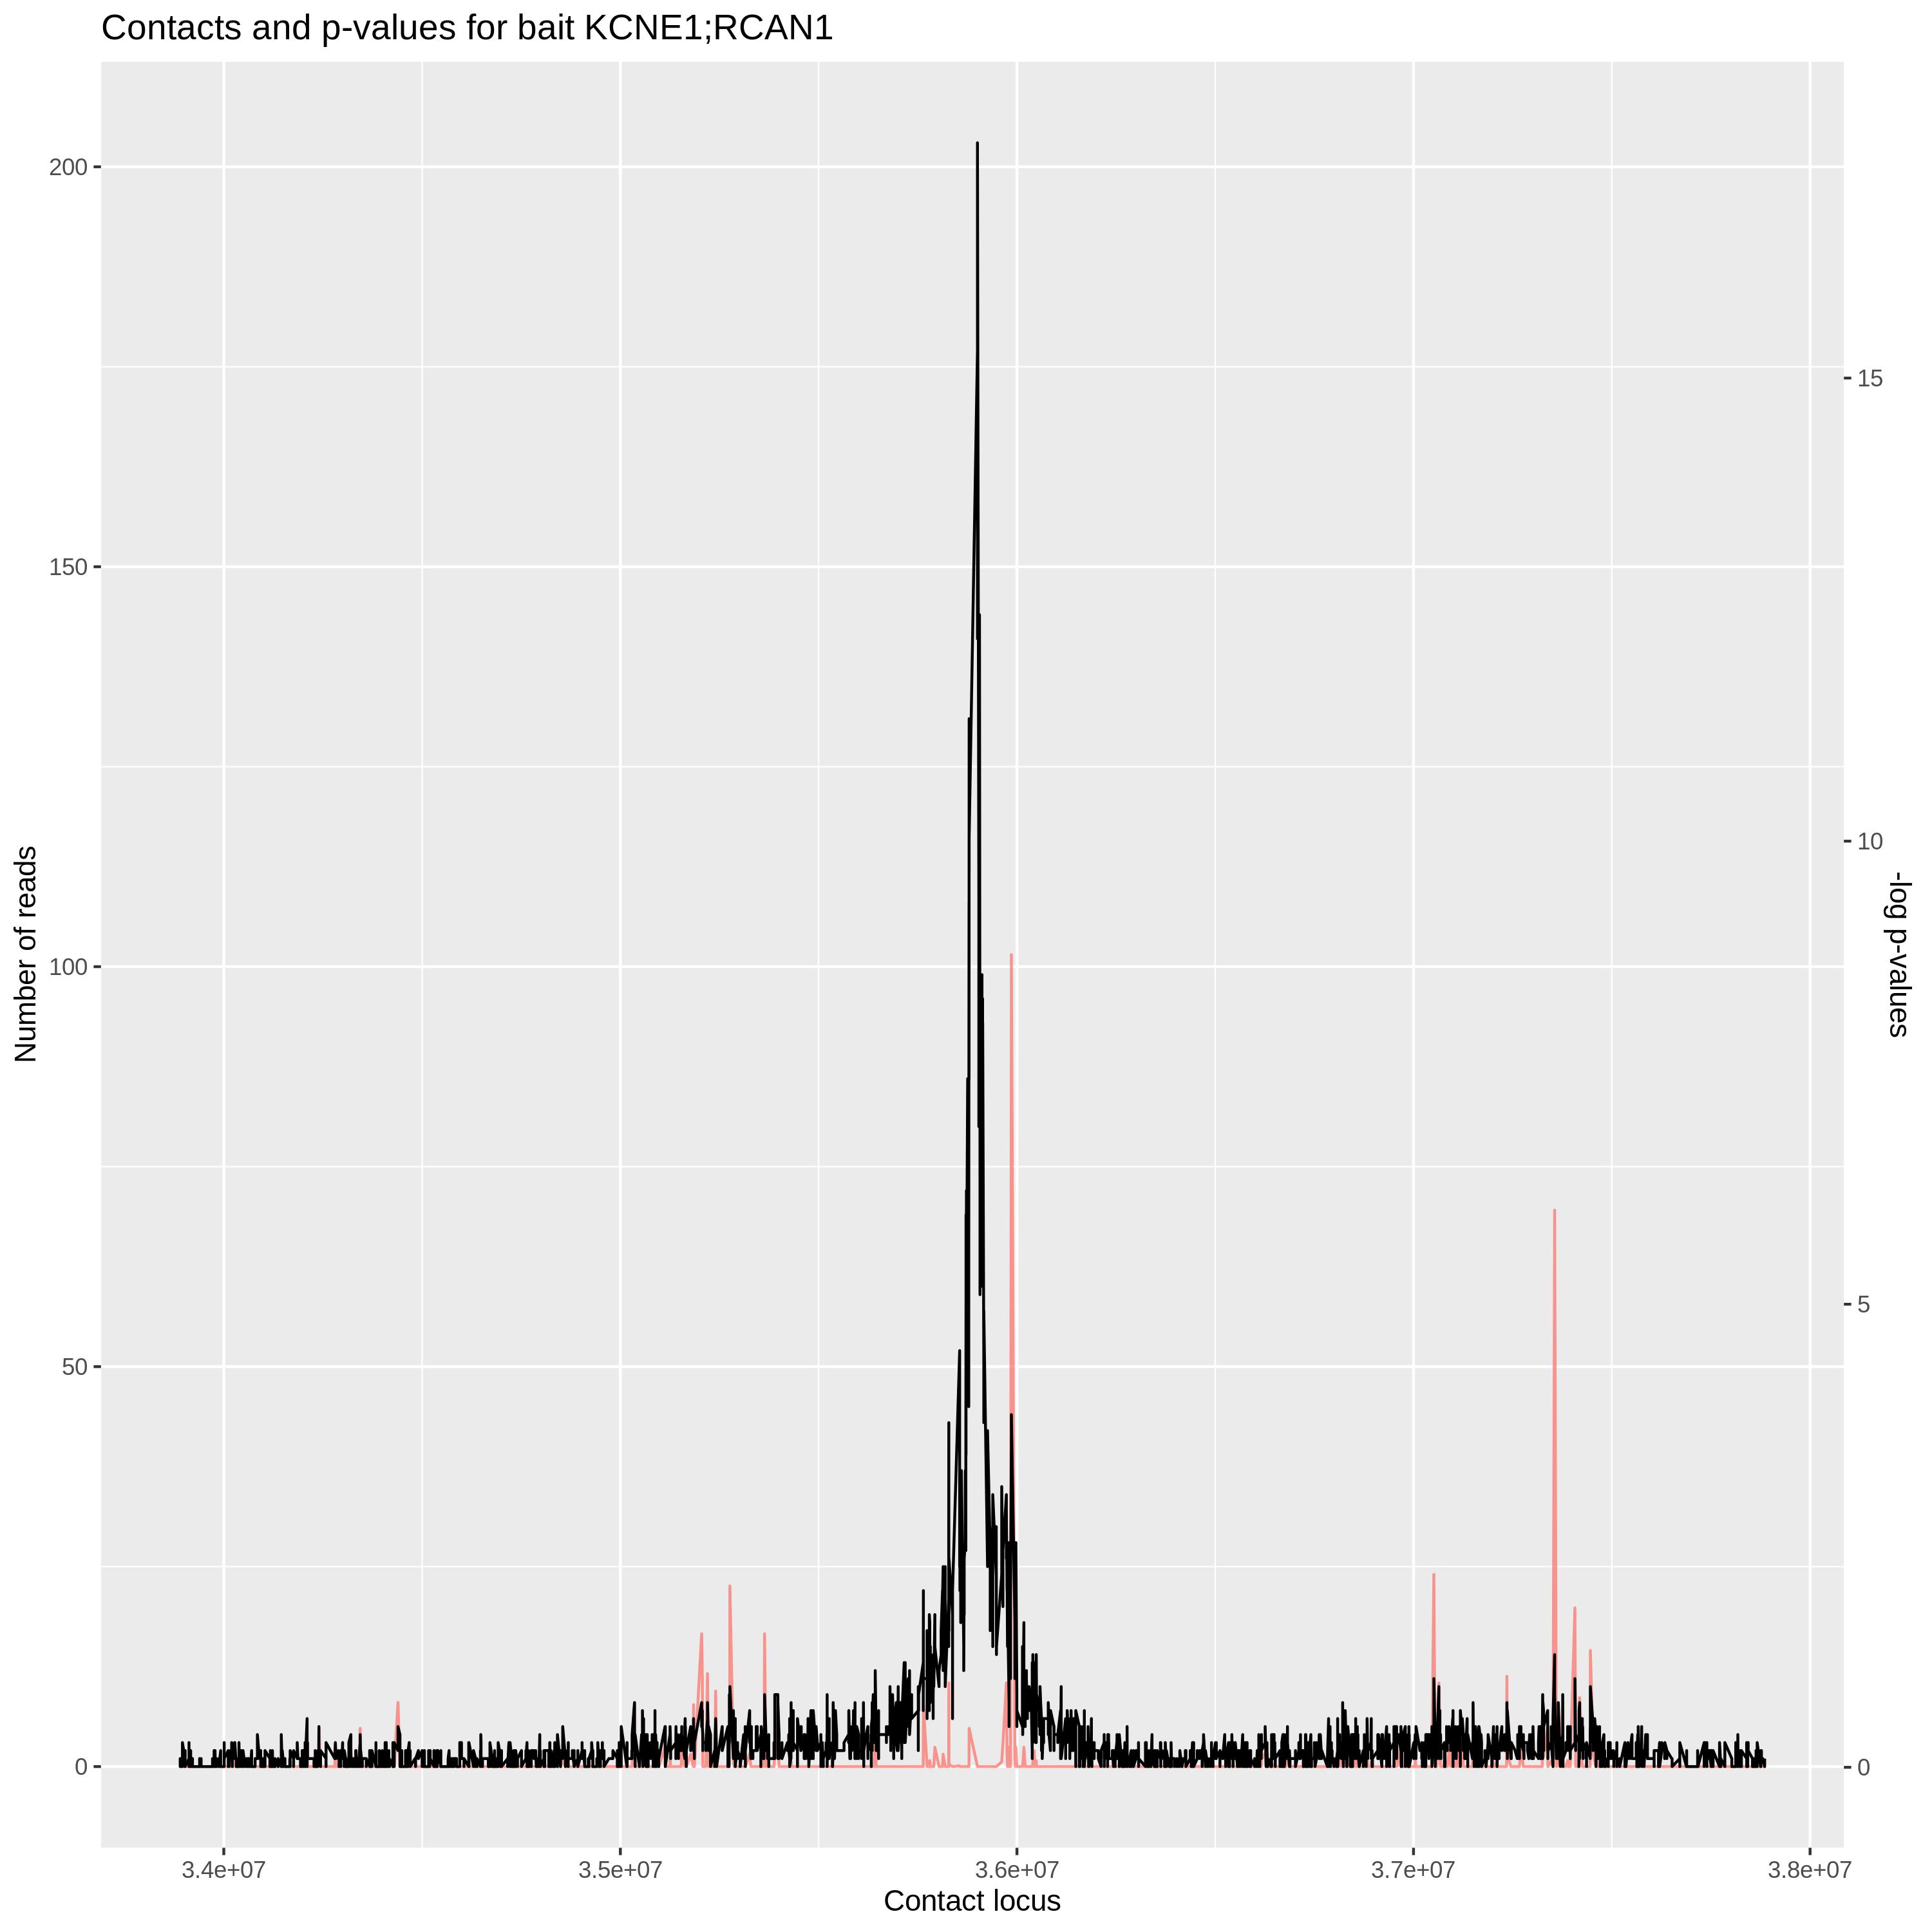 Contacts and p-values for bait KCNE1;RCAN1
200
150
100
50
0
Number of reads
15
10
5
0
-log p-values
3.4e+07 3.5e+07 3.6e+07 3.7e+07 3.8e+07
Contact locus